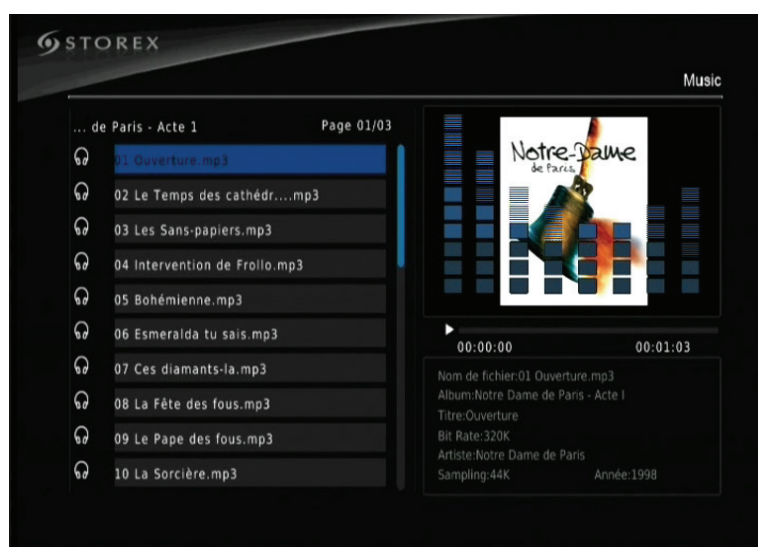 STOREX
Music
... de Paris - Acte 1 Page 01/03
01 Ouverture.mp3
02 Le Temps des cathédr....mp3
03 Les Sans-papiers.mp3
04 Intervention de Frollo.mp3
05 Bohémienne.mp3
06 Esmeralda tu sais.mp3
07 Ces diamants-la.mp3
08 La Fête des fous.mp3
09 Le Pape des fous.mp3
10 La Sorcière.mp3
Notre-Dame
de Paris
00:00:00 00:01:03
Nom de fichier:01 Ouverture.mp3
Album:Notre Dame de Paris - Acte I
Titre:Ouverture
Bit Rate:320K
Artiste:Notre Dame de Paris
Sampling:44K Année:1998